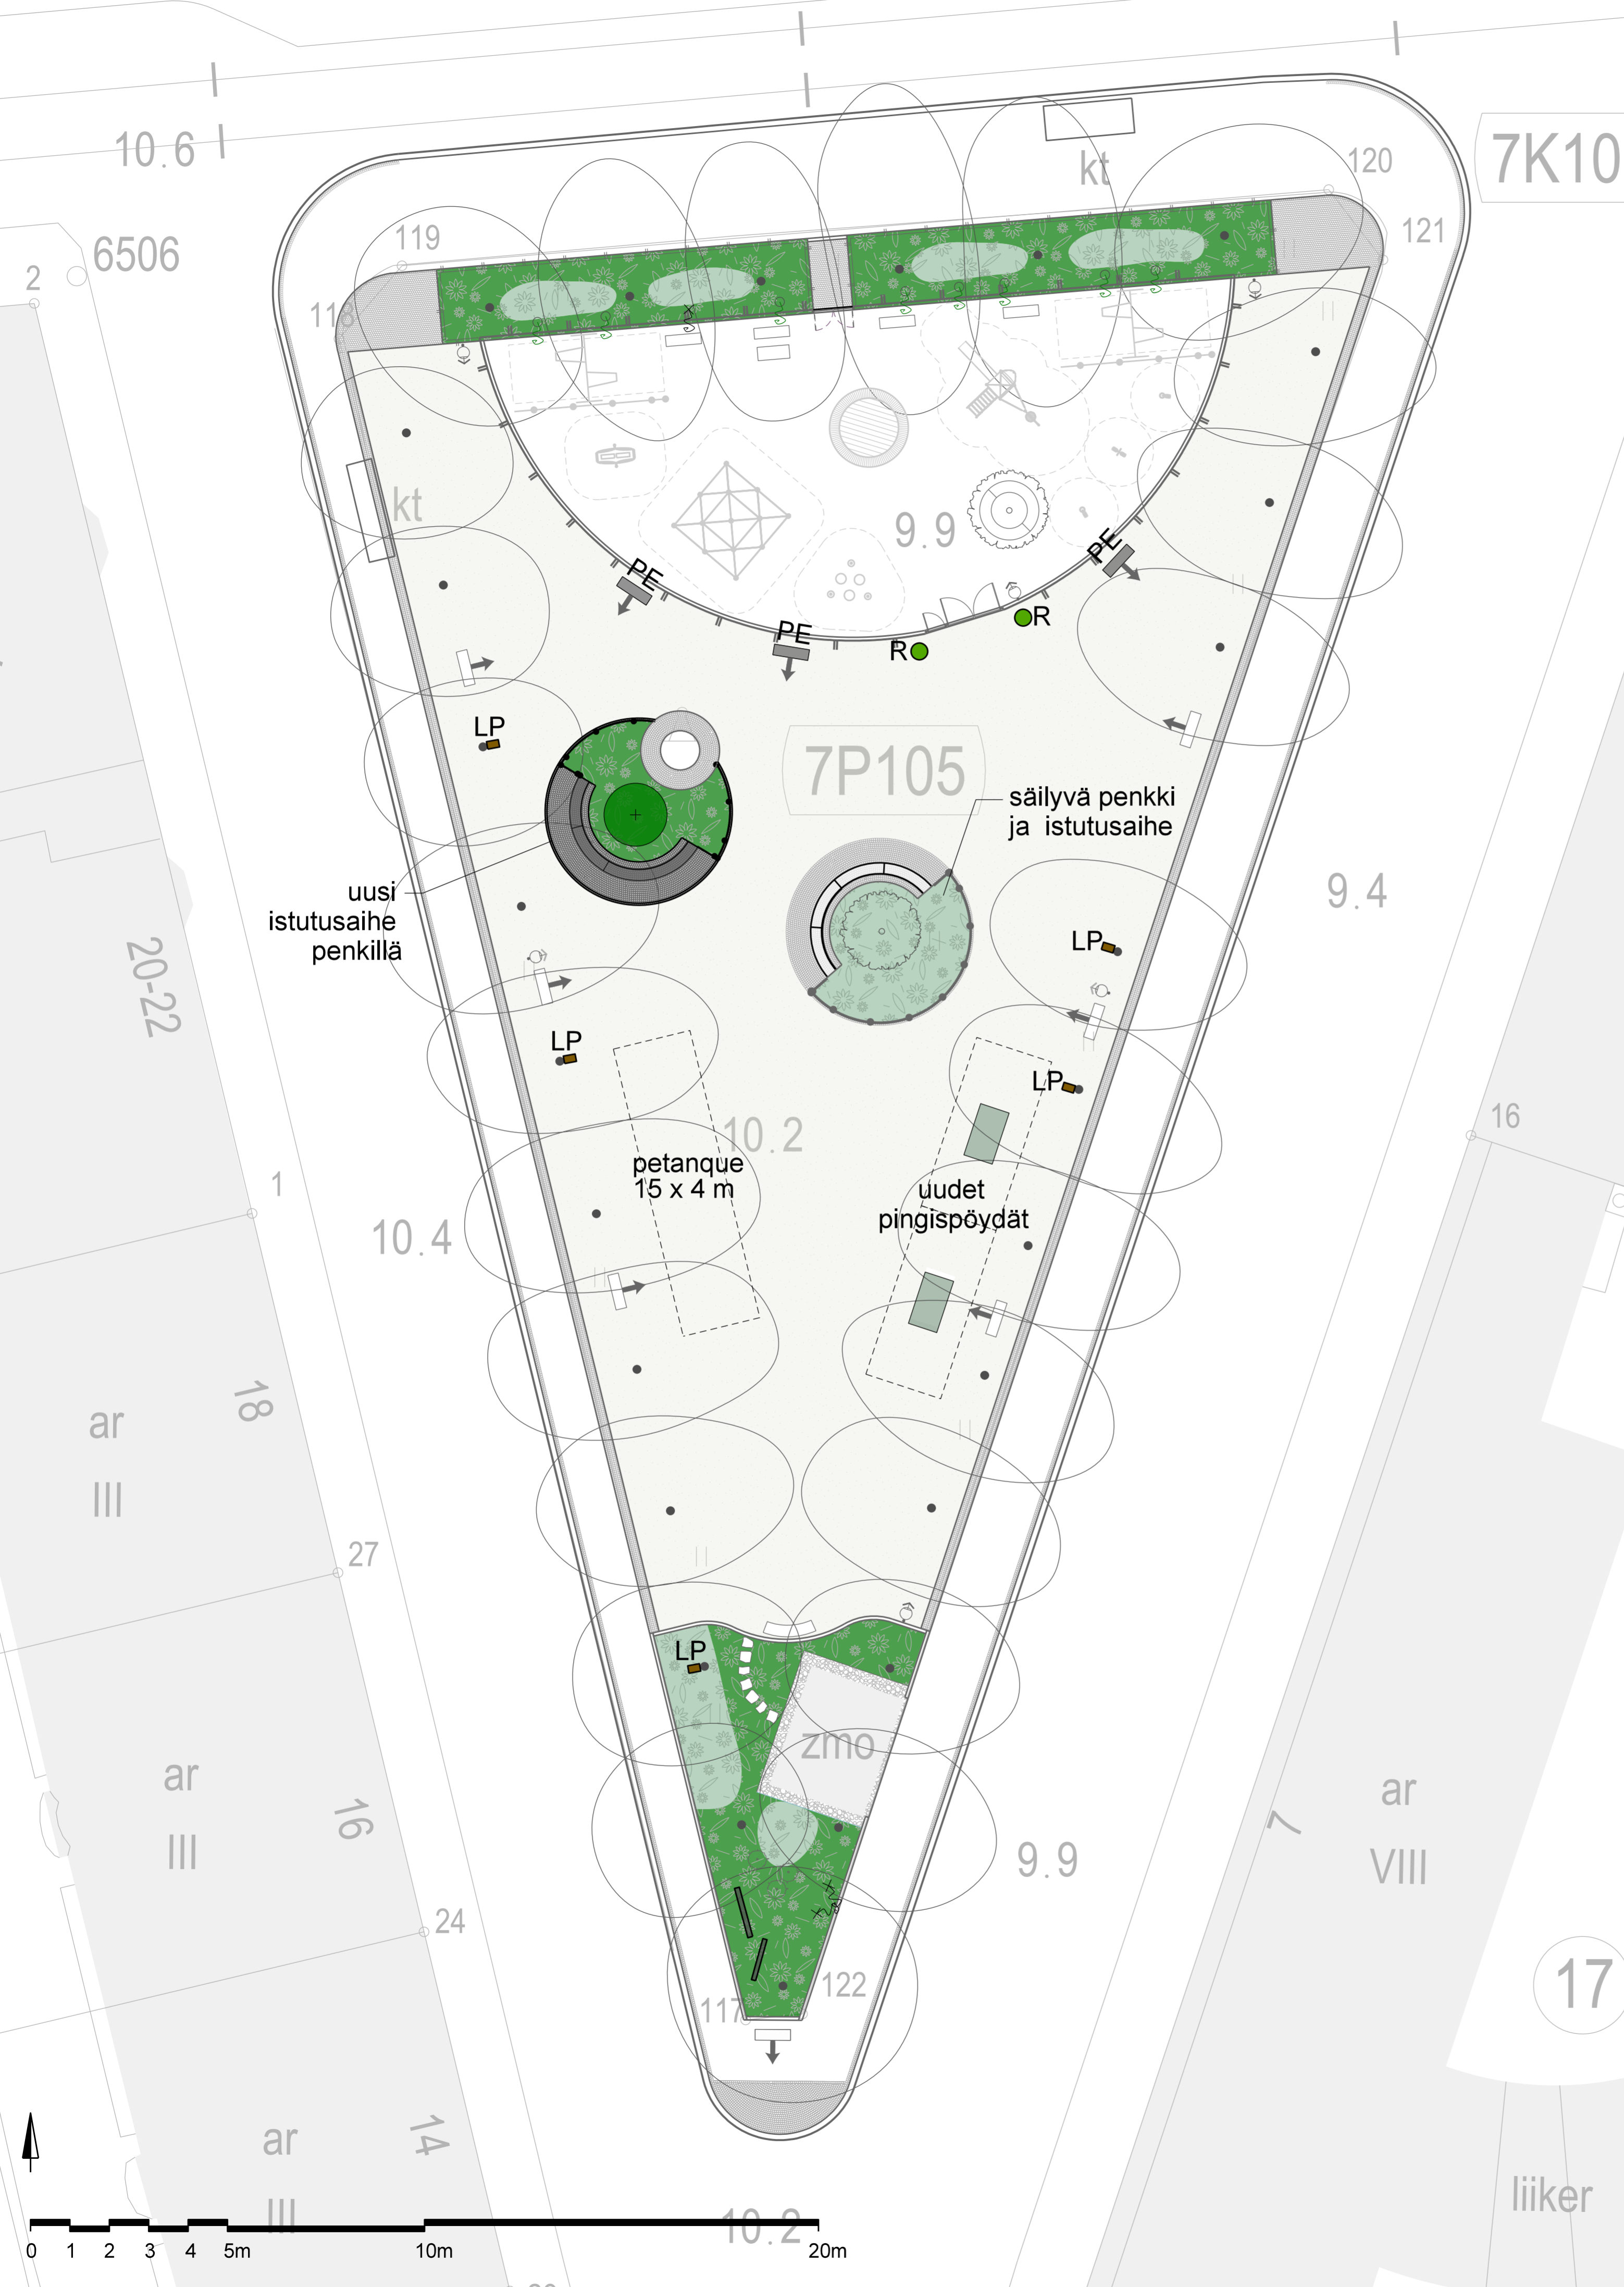 10.6
7K10
kt
120
119
121
6506
2
118
kt
9.9
PE
PE
PE
R
R
LP
7P105
säilyvä penkki
ja istutusaihe
uusi
istutusaihe
penkillä
9.4
LP
20-22
LP
LP
10.2
16
petanque
15 x 4 m
uudet
pingispöydät
1
10.4
ar
18
III
27
LP
zmo
ar
16
III
ar
7
VIII
9.9
24
17
122
117
ar
14
III
liiker
10.2
0 1 2 3 4 5m 10m 20m